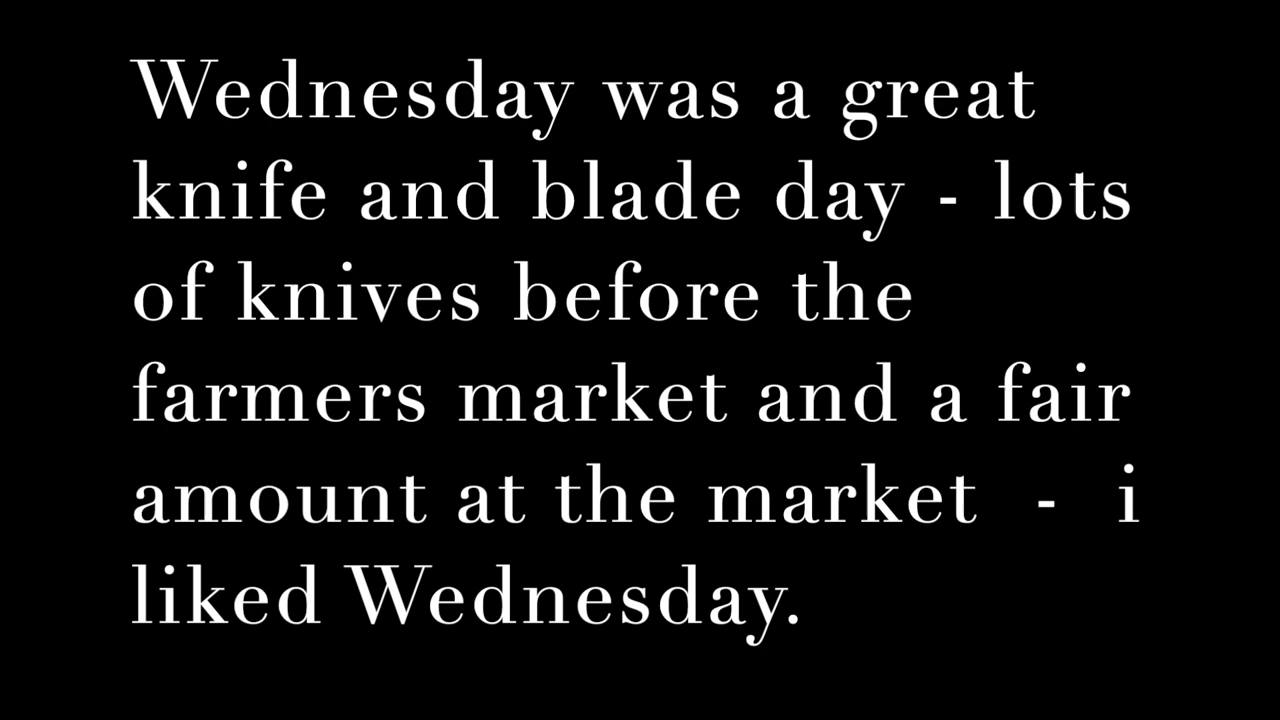 Wednesday was a great
knife and blade day - lots
of knives before the
farmers market and a fair
amount at the market  -  i
liked Wednesday.